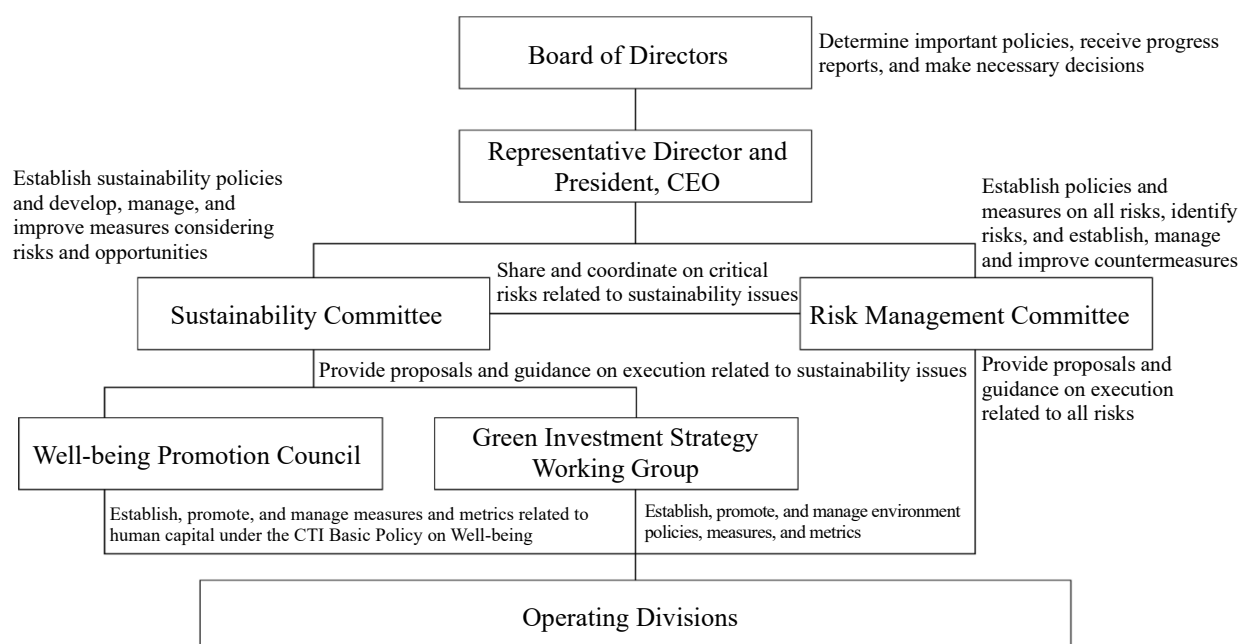 Board of Directors
Determine important policies, receive progress
reports, and make necessary decisions
Representative Director and
President, CEO
Establish sustainability policies
and develop, manage, and
improve measures considering
risks and opportunities
Establish policies and
measures on all risks, identify
risks, and establish, manage
and improve countermeasures
Share and coordinate on critical
risks related to sustainability issues
Sustainability Committee
Risk Management Committee
Provide proposals and guidance on execution related to sustainability issues
Provide proposals and
guidance on execution
related to all risks
Well-being Promotion Council
Green Investment Strategy
Working Group
Establish, promote, and manage measures and metrics related to
human capital under the CTI Basic Policy on Well-being
Establish, promote, and manage environment
policies, measures, and metrics
Operating Divisions